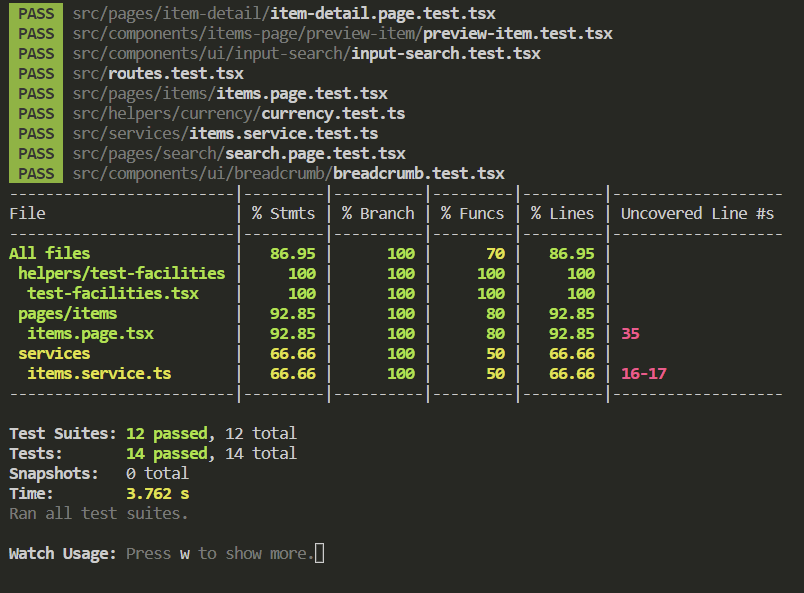 PASS src/pages/item-detail/item-detail.page.test.tsx
PASS src/components/items-page/preview-item/preview-item.test.tsx
PASS src/components/ui/input-search/input-search.test.tsx
PASS src/routes.test.tsx
PASS src/pages/items/items.page.test.tsx
PASS src/helpers/currency/currency.test.ts
PASS src/services/items.service.test.ts
PASS src/pages/search/search.page.test.tsx
PASS src/components/ui/breadcrumb/breadcrumb.test.tsx
-------------------------|---------|----------|---------|---------|-------------------
File                     | % Stmts | % Branch | % Funcs | % Lines | Uncovered Line #s
-------------------------|---------|----------|---------|---------|-------------------
All files                |   86.95 |      100 |      70 |   86.95 |
 helpers/test-facilities |     100 |      100 |     100 |     100 |
  test-facilities.tsx    |     100 |      100 |     100 |     100 |
 pages/items             |   92.85 |      100 |      80 |   92.85 |
  items.page.tsx         |   92.85 |      100 |      80 |   92.85 | 35
 services                |   66.66 |      100 |      50 |   66.66 |
  items.service.ts       |   66.66 |      100 |      50 |   66.66 | 16-17
-------------------------|---------|----------|---------|---------|-------------------
Test Suites: 12 passed, 12 total
Tests:       14 passed, 14 total
Snapshots:   0 total
Time:        3.762 s
Ran all test suites.
Watch Usage: Press w to show more.